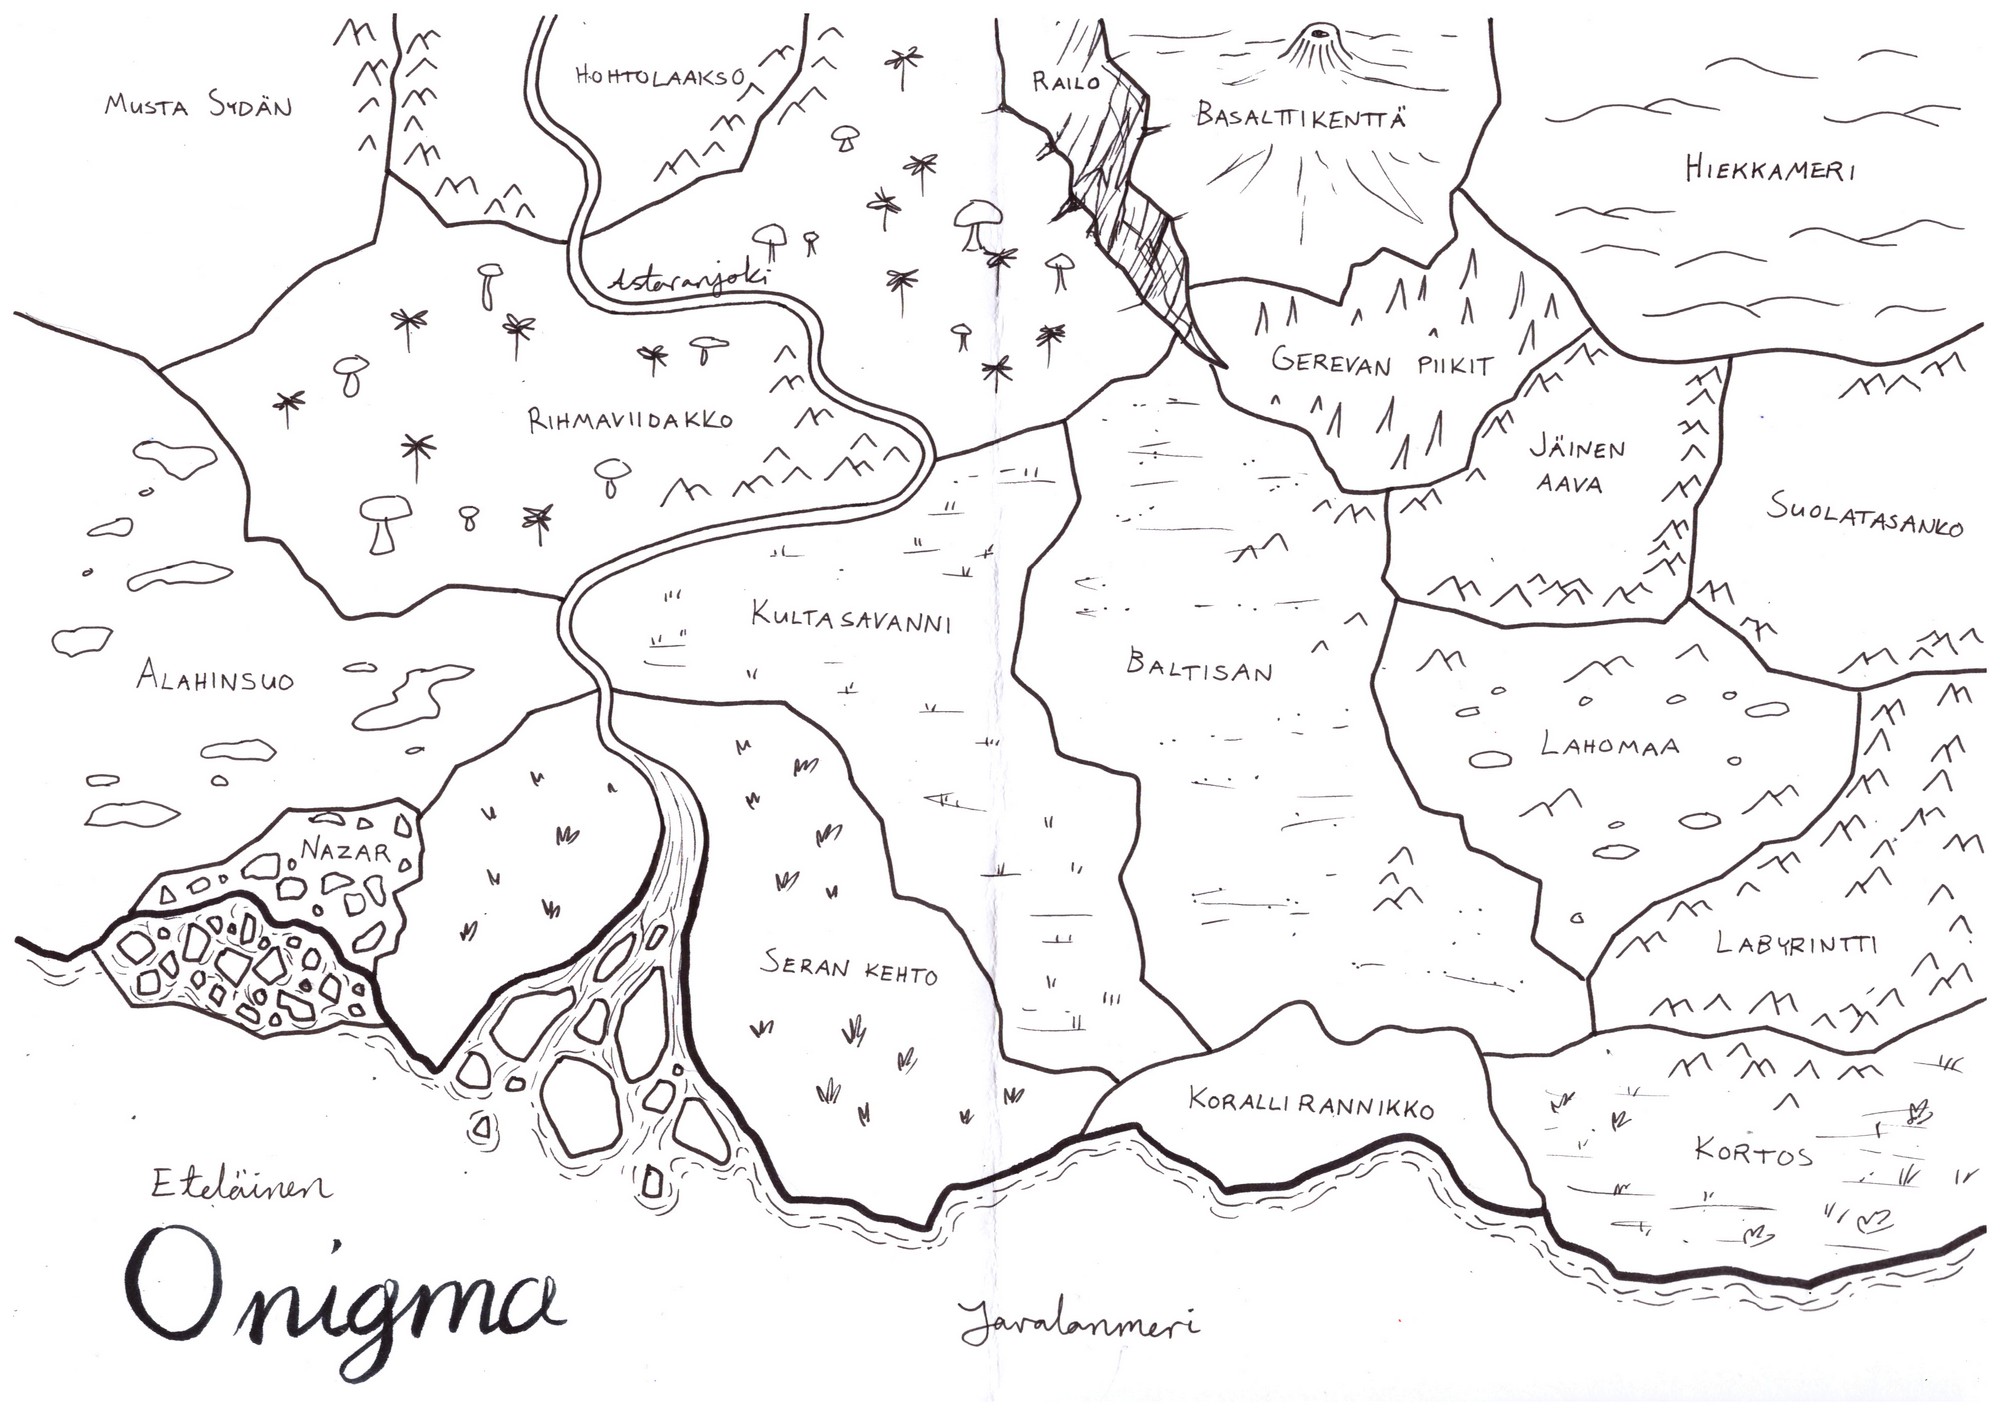 MUSTA SYDÄN
HOHTOLAAKSO
RAILO
BASALTTIKENTTÄ
HIEKKAMERI
Astaranjoki
GEREVAN PIIKIT
RIHMAVIIDAKKO
JÄINEN
AAVA
SUOLATASANKO
KULTASAVANNI
BALTISAN
ALAHINSUO
LAHOMAA
NAZAR
LABYRINTTI
SERAN KEHTO
KORALLIRANNIKKO
KORTOS
Eteläinen
Onigma
Javalanmeri